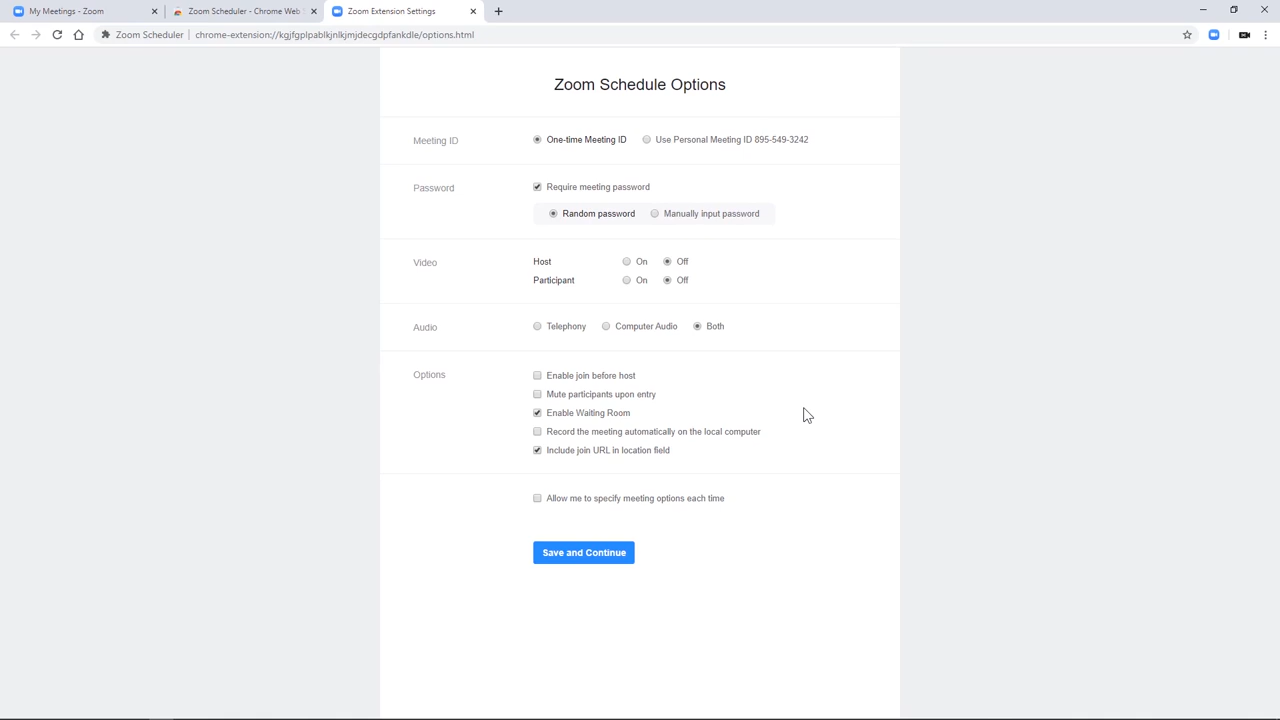 My Meetings - Zoom
Zoom Scheduler - Chrome Web
Zoom Extension Settings
Zoom Scheduler
chrome-extension://kgjfgplpablkjnlkjmjdecgdpfankdle/options.html
Zoom Schedule Options
Meeting ID One-time Meeting ID Use Personal Meeting ID 895-549-3242
Password Require meeting password
Random password Manually input password
Video Host On Off
Participant On Off
Audio Telephony Computer Audio Both
Options Enable join before host
Mute participants upon entry
Enable Waiting Room
Record the meeting automatically on the local computer
Include join URL in location field
Allow me to specify meeting options each time
Save and Continue